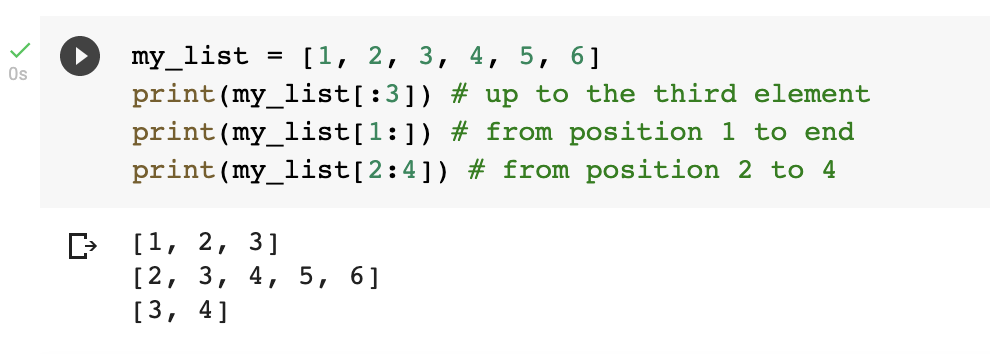 my_list = [1, 2, 3, 4, 5, 6]
0s
print(my_list[:3]) # up to the third element
print(my_list[1:]) # from position 1 to end
print(my_list[2:4]) # from position 2 to 4
[1, 2, 3]
[2, 3, 4, 5, 6]
[3, 4]